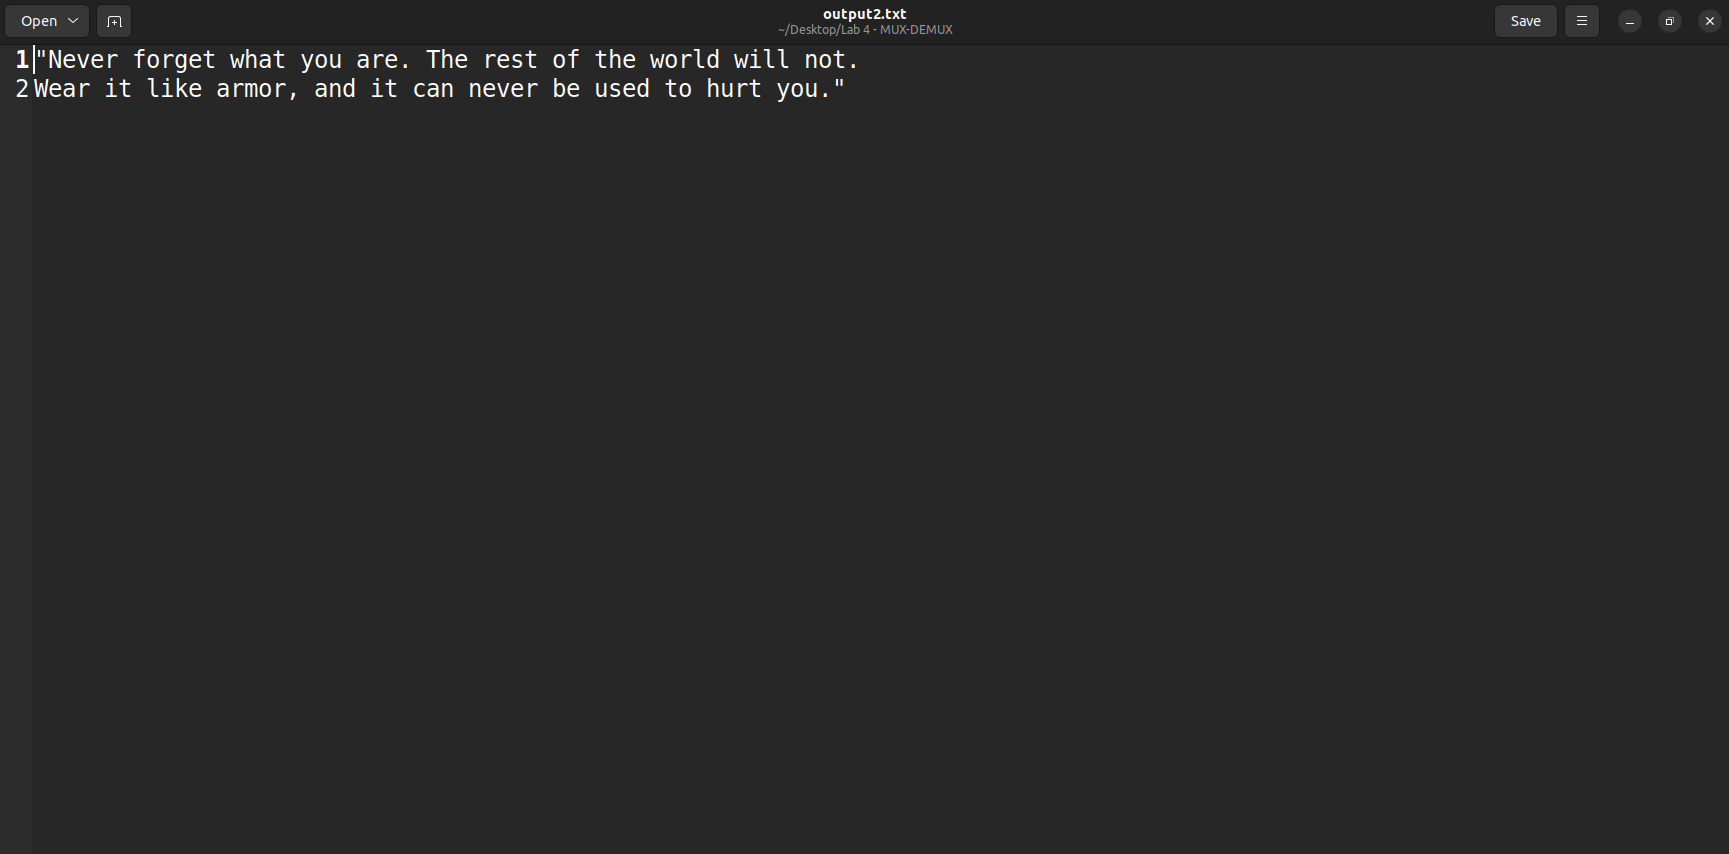 Open
output2.txt
~/Desktop/Lab 4 - MUX-DEMUX
Save
1 "Never forget what you are. The rest of the world will not.
2 Wear it like armor, and it can never be used to hurt you."